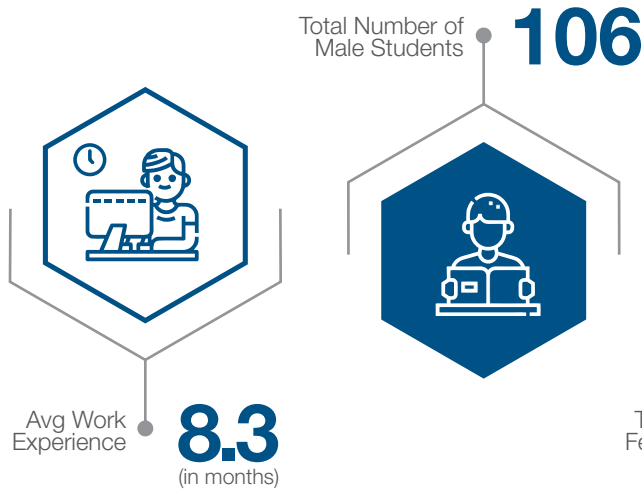 Total Number of
Male Students
106
Avg Work
Experience
8.3
(in months)